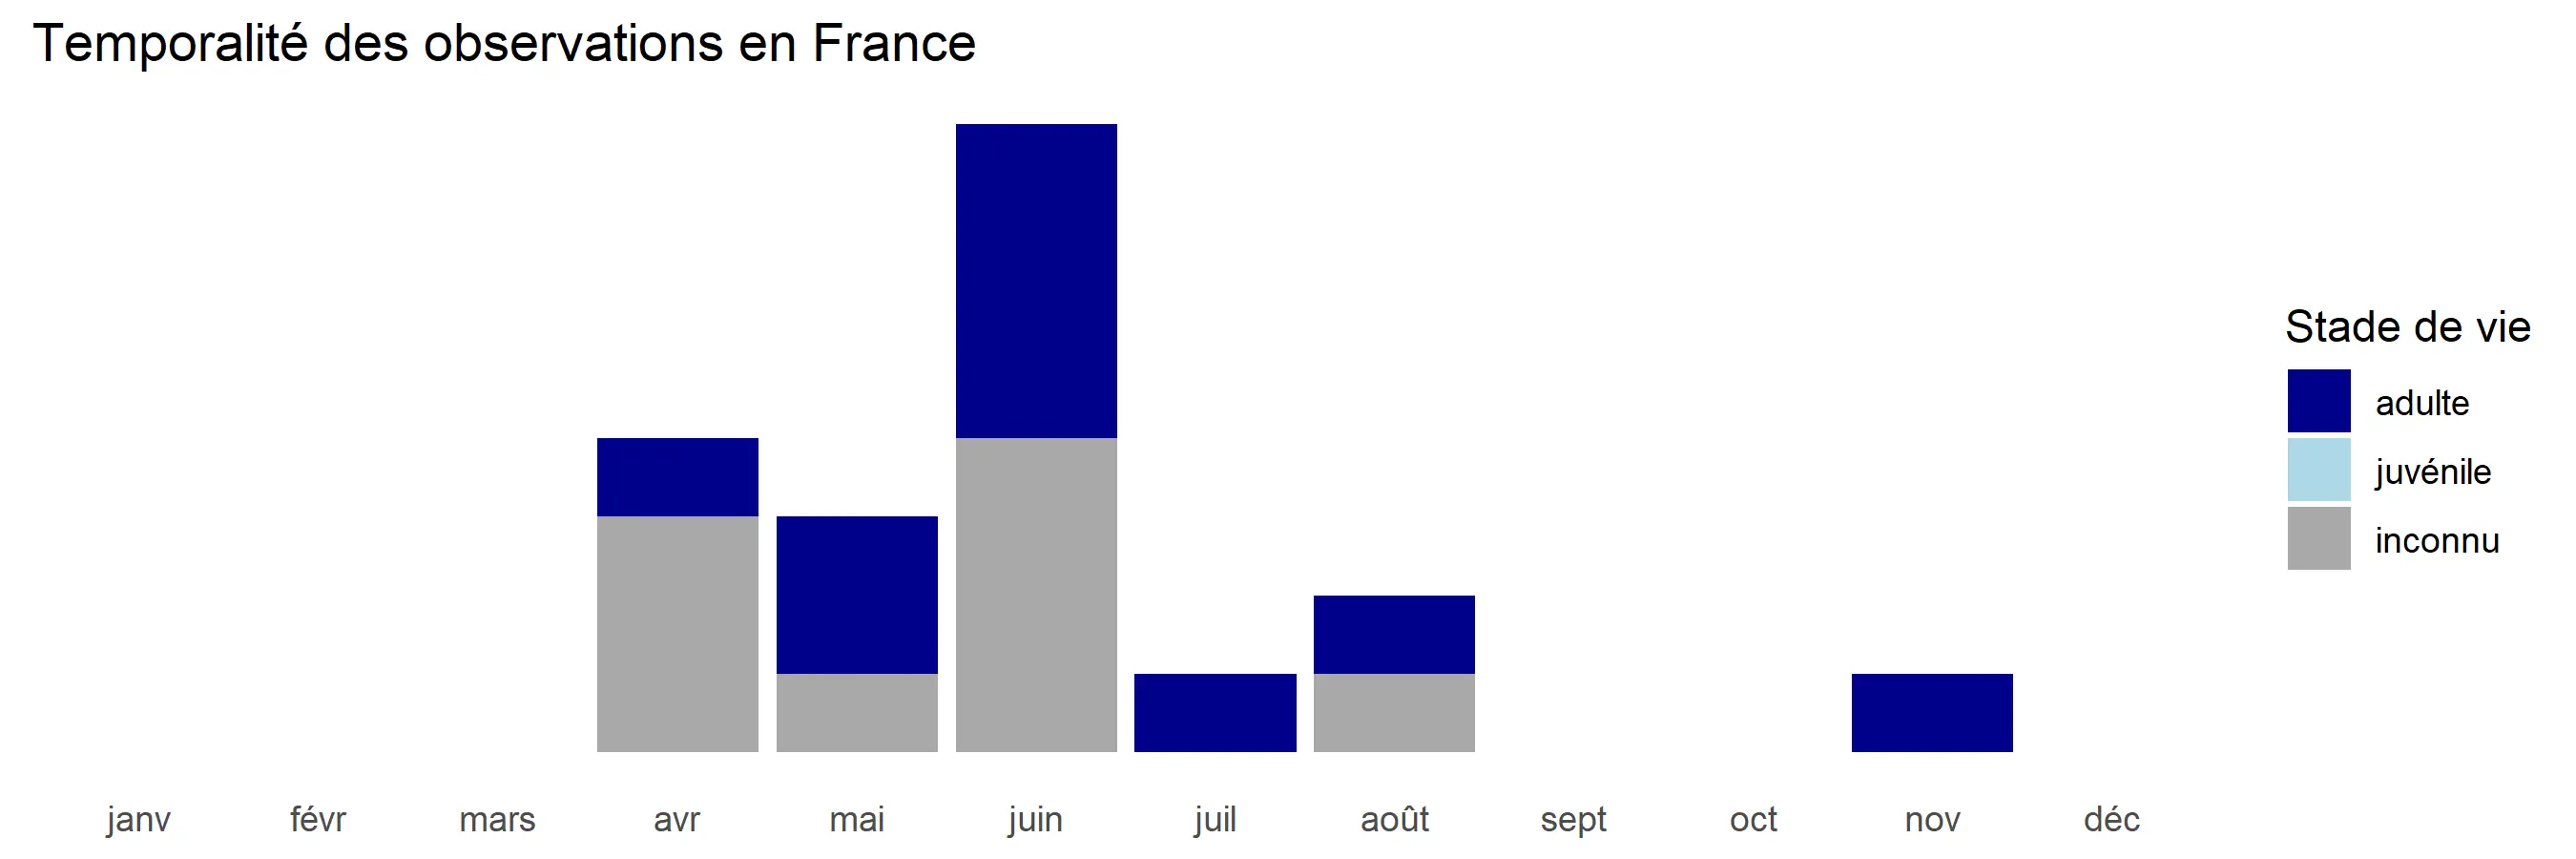 Temporalité des observations en France
Stade de vie
adulte
juvénile
inconnu
janv févr mars avr mai juin juil août sept oct nov déc